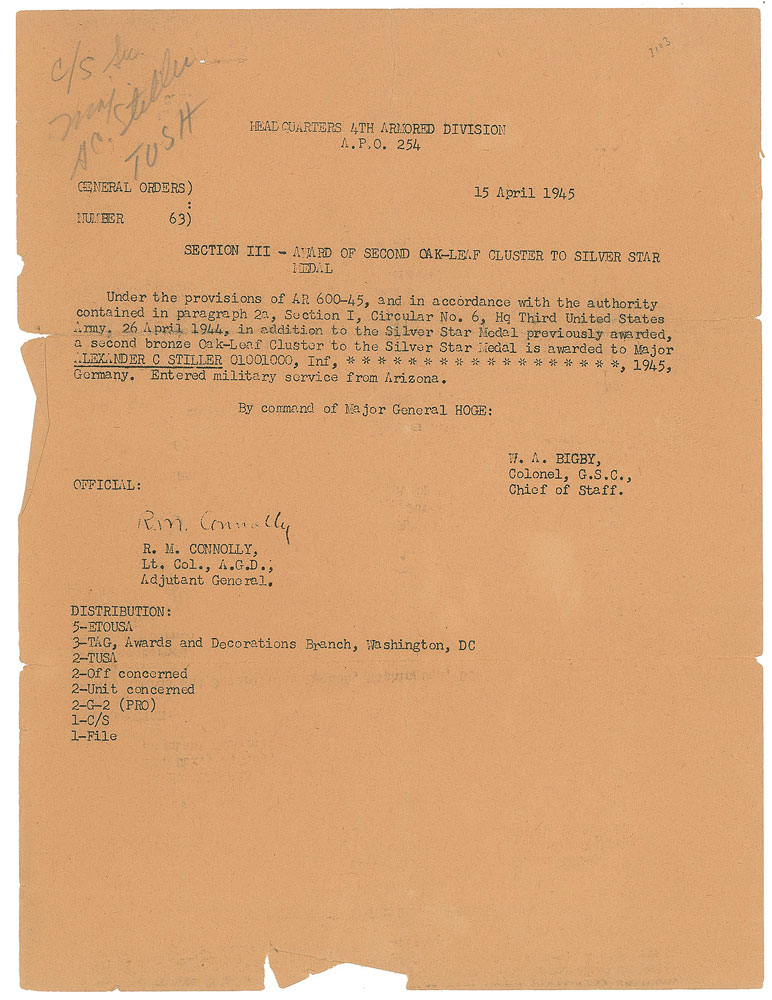 C/S Sec.
Maj
A C. Stiller
TUSA
7103
HEADQUARTERS 4TH ARMORED DIVISION
A.P.O. 254
GENERAL ORDERS)
:
NUMBER 63)
15 April 1945
SECTION III - AWARD OF SECOND OAK-LEAF CLUSTER TO SILVER STAR
MEDAL
Under the provisions of AR 600-45, and in accordance with the authority
contained in paragraph 2a, Section I, Circular No. 6, Hq Third United States
Army, 26 April 1944, in addition to the Silver Star Medal previously awarded,
a second bronze Oak-Leaf Cluster to the Silver Star Medal is awarded to Major
ALEXANDER C STILLER 01001000, Inf, * * * * * * * * * * * * * * * * * *, 1945,
Germany. Entered military service from Arizona.
By command of Major General HOGE:
W. A. BIGBY,
Colonel, G.S.C.,
Chief of Staff.
OFFICIAL:
R.M. Connolly
R. M. CONNOLLY,
Lt. Col., A.G.D.,
Adjutant General.
DISTRIBUTION:
5-ETOUSA
3-TAG, Awards and Decorations Branch, Washington, DC
2-TUSA
2-Off concerned
2-Unit concerned
2-G-2 (PRO)
1-C/S
1-File